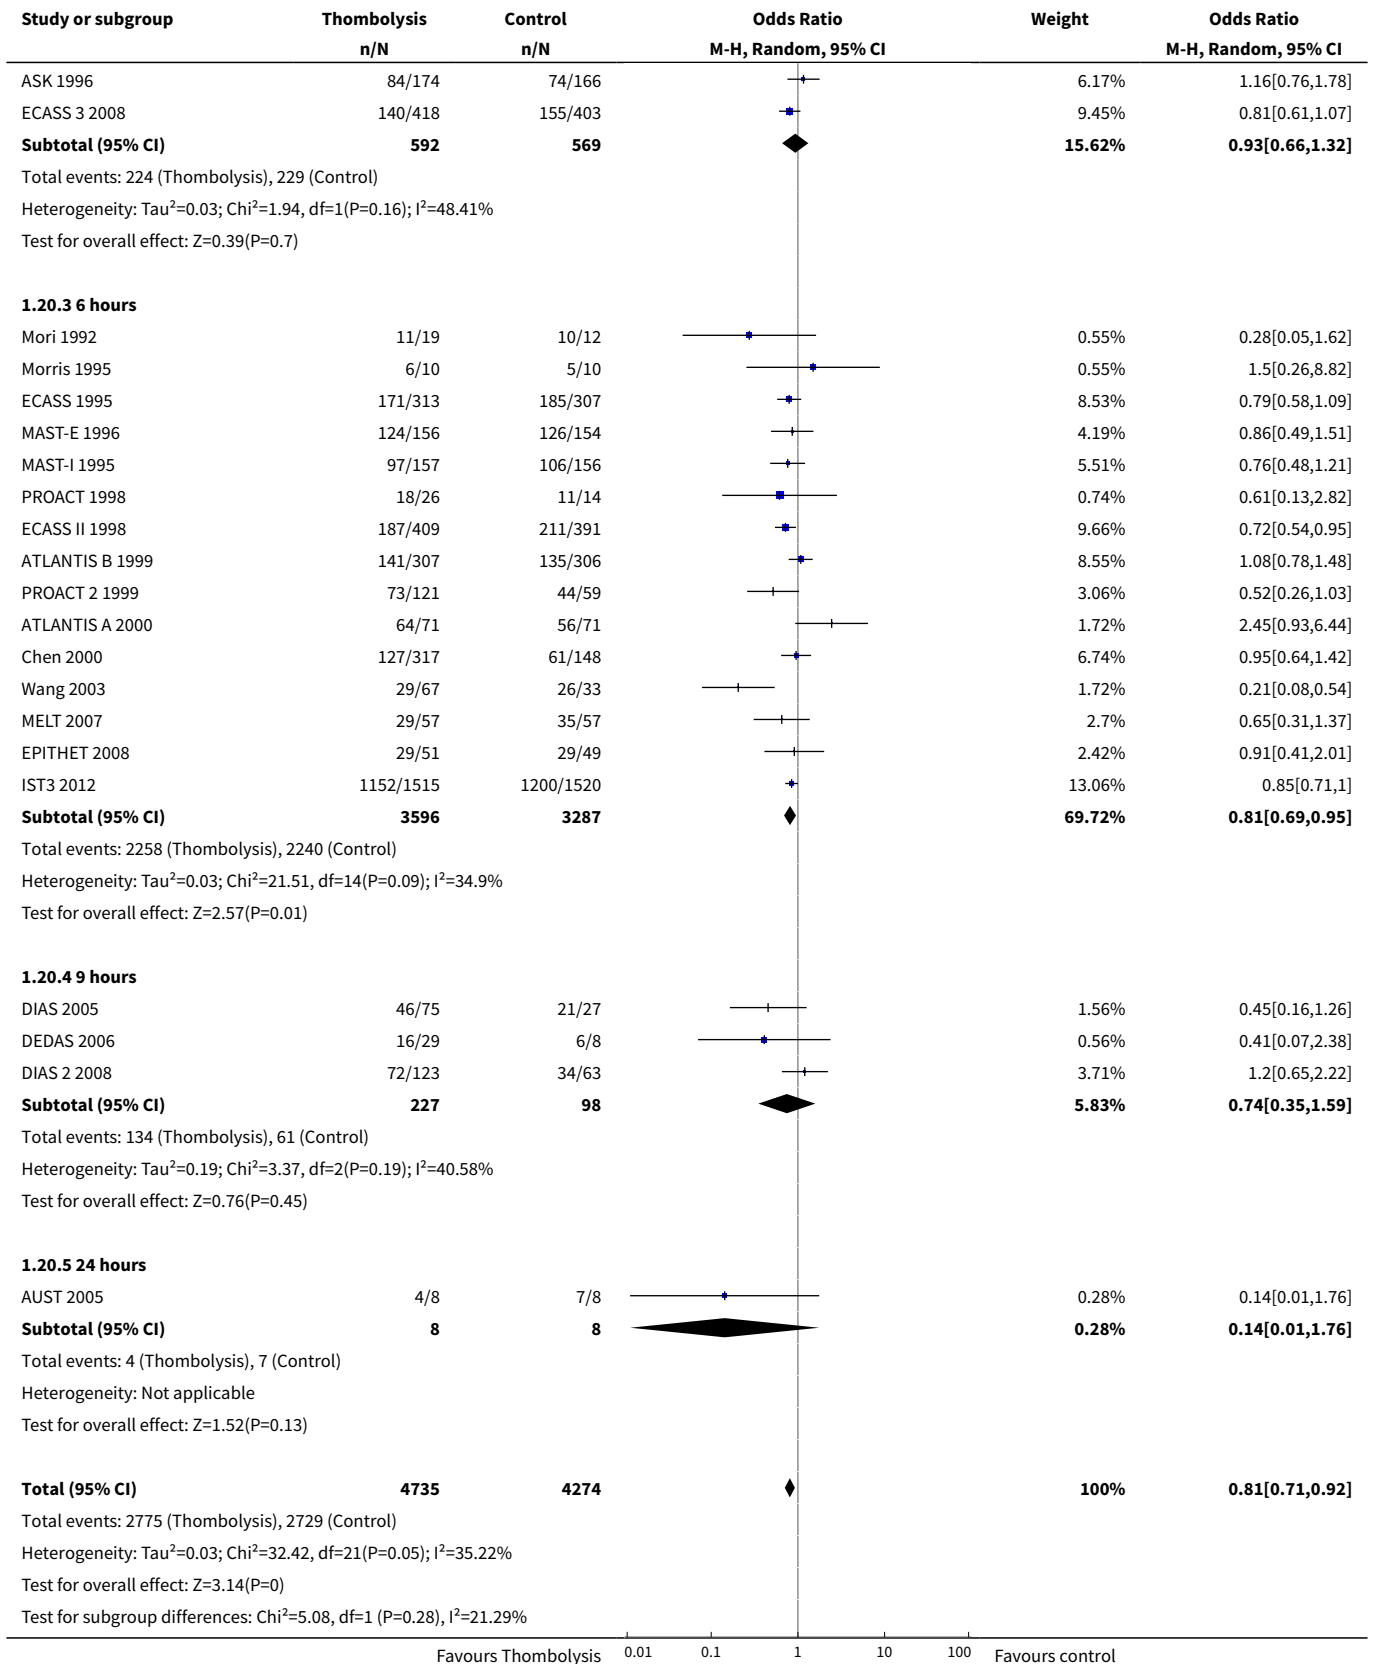 Study or subgroup Thombolysis Control Odds Ratio Weight Odds Ratio
n/N n/N M-H, Random, 95% CI M-H, Random, 95% CI
ASK 1996 84/174 74/166 6.17% 1.16[0.76,1.78]
ECASS 3 2008 140/418 155/403 9.45% 0.81[0.61,1.07]
Subtotal (95% CI) 592 569 15.62% 0.93[0.66,1.32]
Total events: 224 (Thombolysis), 229 (Control)
Heterogeneity: Tau²=0.03; Chi²=1.94, df=1(P=0.16); I²=48.41%
Test for overall effect: Z=0.39(P=0.7)
1.20.3 6 hours
Mori 1992 11/19 10/12 0.55% 0.28[0.05,1.62]
Morris 1995 6/10 5/10 0.55% 1.5[0.26,8.82]
ECASS 1995 171/313 185/307 8.53% 0.79[0.58,1.09]
MAST-E 1996 124/156 126/154 4.19% 0.86[0.49,1.51]
MAST-I 1995 97/157 106/156 5.51% 0.76[0.48,1.21]
PROACT 1998 18/26 11/14 0.74% 0.61[0.13,2.82]
ECASS II 1998 187/409 211/391 9.66% 0.72[0.54,0.95]
ATLANTIS B 1999 141/307 135/306 8.55% 1.08[0.78,1.48]
PROACT 2 1999 73/121 44/59 3.06% 0.52[0.26,1.03]
ATLANTIS A 2000 64/71 56/71 1.72% 2.45[0.93,6.44]
Chen 2000 127/317 61/148 6.74% 0.95[0.64,1.42]
Wang 2003 29/67 26/33 1.72% 0.21[0.08,0.54]
MELT 2007 29/57 35/57 2.7% 0.65[0.31,1.37]
EPITHET 2008 29/51 29/49 2.42% 0.91[0.41,2.01]
IST3 2012 1152/1515 1200/1520 13.06% 0.85[0.71,1]
Subtotal (95% CI) 3596 3287 69.72% 0.81[0.69,0.95]
Total events: 2258 (Thombolysis), 2240 (Control)
Heterogeneity: Tau²=0.03; Chi²=21.51, df=14(P=0.09); I²=34.9%
Test for overall effect: Z=2.57(P=0.01)
1.20.4 9 hours
DIAS 2005 46/75 21/27 1.56% 0.45[0.16,1.26]
DEDAS 2006 16/29 6/8 0.56% 0.41[0.07,2.38]
DIAS 2 2008 72/123 34/63 3.71% 1.2[0.65,2.22]
Subtotal (95% CI) 227 98 5.83% 0.74[0.35,1.59]
Total events: 134 (Thombolysis), 61 (Control)
Heterogeneity: Tau²=0.19; Chi²=3.37, df=2(P=0.19); I²=40.58%
Test for overall effect: Z=0.76(P=0.45)
1.20.5 24 hours
AUST 2005 4/8 7/8 0.28% 0.14[0.01,1.76]
Subtotal (95% CI) 8 8 0.28% 0.14[0.01,1.76]
Total events: 4 (Thombolysis), 7 (Control)
Heterogeneity: Not applicable
Test for overall effect: Z=1.52(P=0.13)
Total (95% CI) 4735 4274 100% 0.81[0.71,0.92]
Total events: 2775 (Thombolysis), 2729 (Control)
Heterogeneity: Tau²=0.03; Chi²=32.42, df=21(P=0.05); I²=35.22%
Test for overall effect: Z=3.14(P=0)
Test for subgroup differences: Chi²=5.08, df=1 (P=0.28), I²=21.29%
Favours Thombolysis 0.01 0.1 1 10 100 Favours control